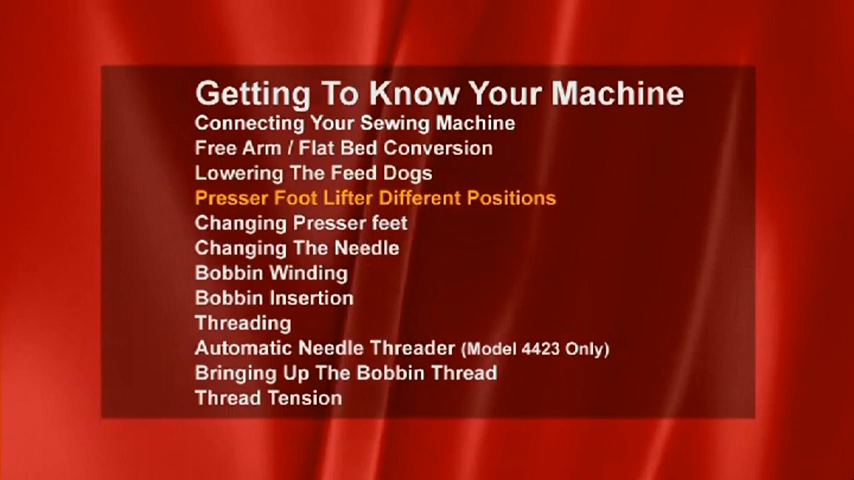 Getting To Know Your Machine
Connecting Your Sewing Machine
Free Arm / Flat Bed Conversion
Lowering The Feed Dogs
Presser Foot Lifter Different Positions
Changing Presser feet
Changing The Needle
Bobbin Winding
Bobbin Insertion
Threading
Automatic Needle Threader (Model 4423 Only)
Bringing Up The Bobbin Thread
Thread Tension